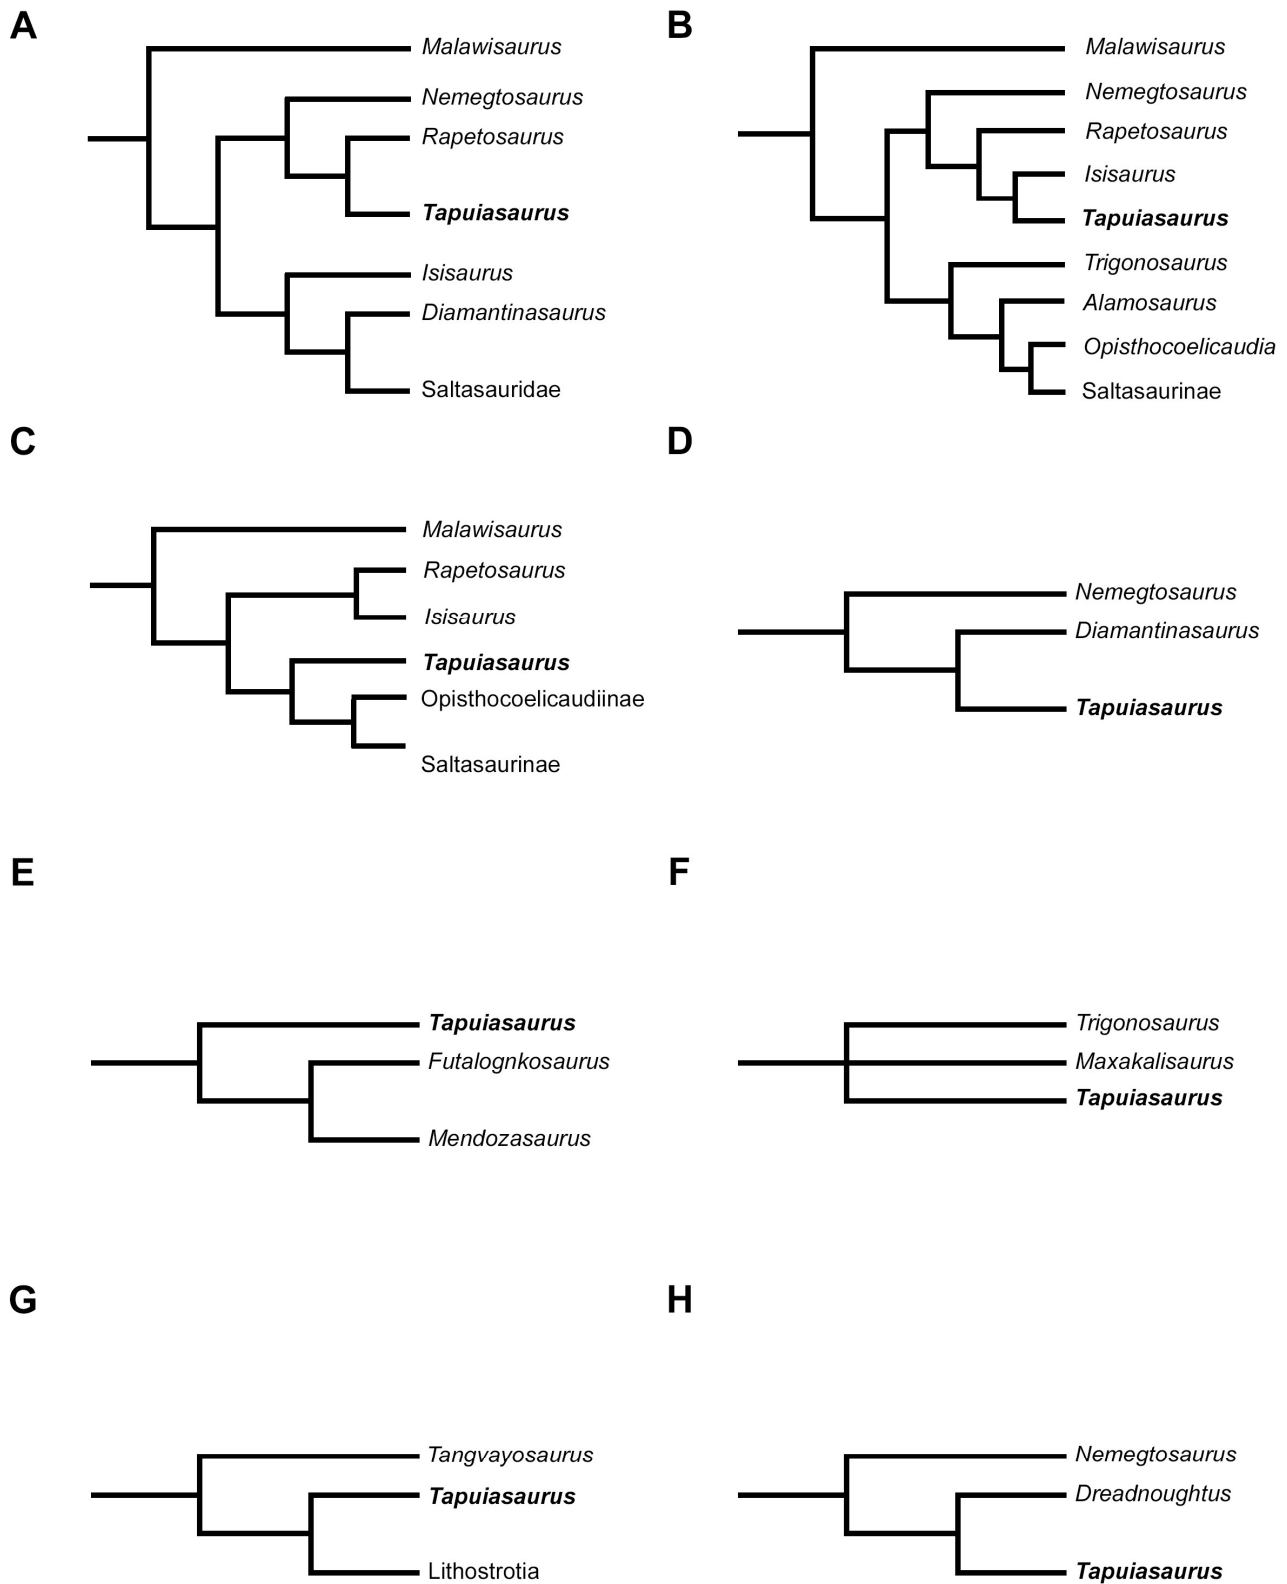 A
Malawisaurus
Nemegtosaurus
Rapetosaurus
Tapuiasaurus
Isisaurus
Diamantinasaurus
Saltasauridae
B
Malawisaurus
Nemegtosaurus
Rapetosaurus
Isisaurus
Tapuiasaurus
Trigonosaurus
Alamosaurus
Opisthocoelicaudia
Saltasaurinae
C
Malawisaurus
Rapetosaurus
Isisaurus
Tapuiasaurus
Opisthocoelicaudiinae
Saltasaurinae
D
Nemegtosaurus
Diamantinasaurus
Tapuiasaurus
E
Tapuiasaurus
Futalognkosaurus
Mendozasaurus
F
Trigonosaurus
Maxakalisaurus
Tapuiasaurus
G
Tangvayosaurus
Tapuiasaurus
Lithostrotia
H
Nemegtosaurus
Dreadnoughtus
Tapuiasaurus